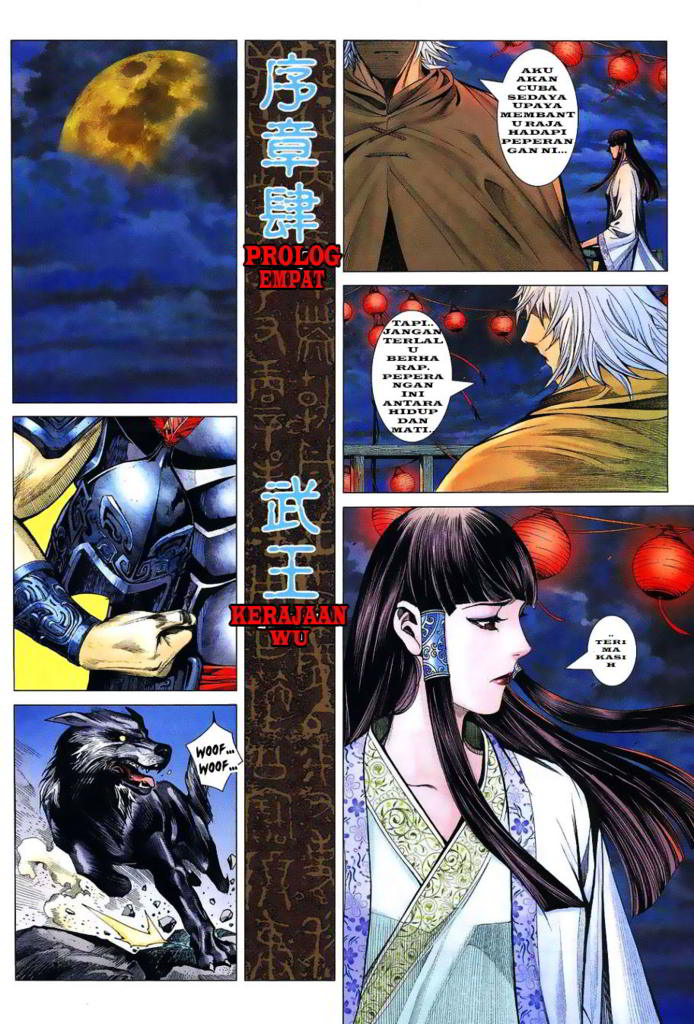 序章肆
PROLOG
EMPAT
武王
KERAJAAN
WU
AKU
AKAN
CUBA
SEDAYA
UPAYA
MEMBANT
U RAJA
HADAPI
PEPERAN
GAN NI...
TAPI..
JANGAN
TERLAL
U
BERHA
RAP.
PEPERA
NGAN
INI
ANTARA
HIDUP
DAN
MATI.
..
TERI
MA
KASI
H
WOOF...
WOOF...